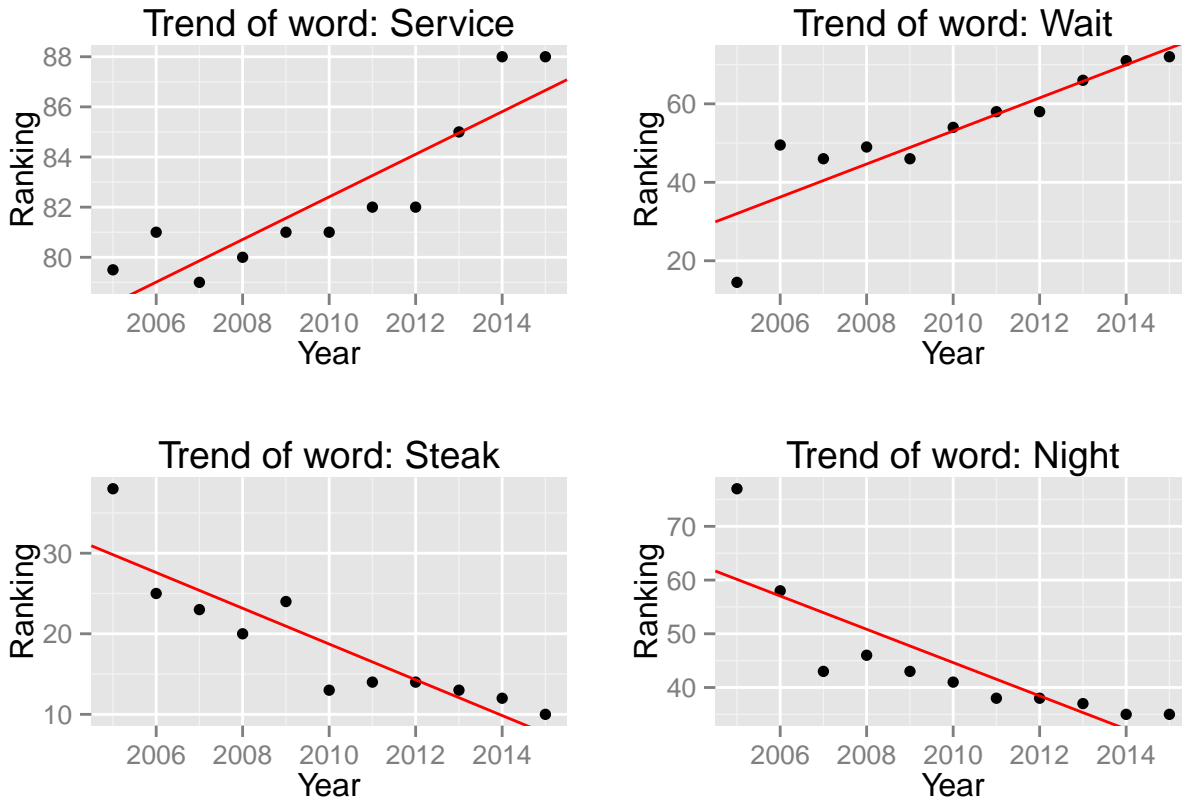 Trend of word: Service
Ranking
88
86
84
82
80
2006 2008 2010 2012 2014
Year
Trend of word: Wait
Ranking
60
40
20
2006 2008 2010 2012 2014
Year
Trend of word: Steak
Ranking
30
20
10
2006 2008 2010 2012 2014
Year
Trend of word: Night
Ranking
70
60
50
40
2006 2008 2010 2012 2014
Year